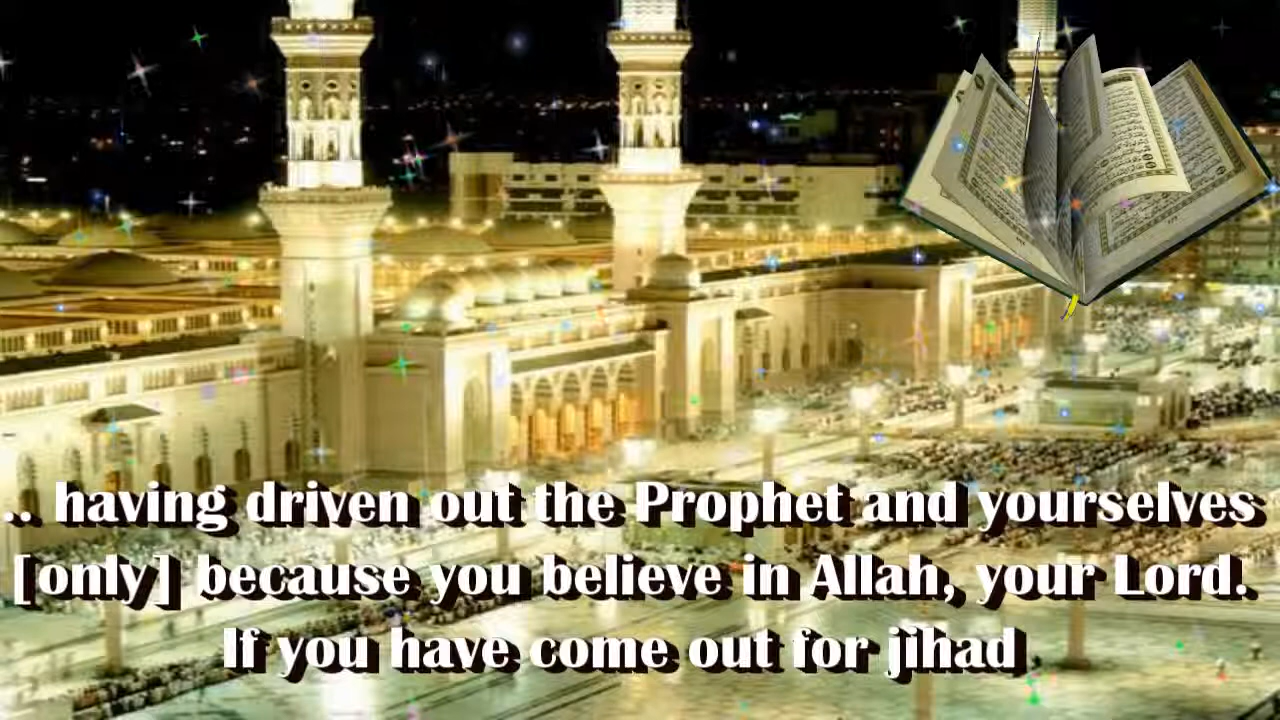 .. having driven out the Prophet and yourselves
[only] because you believe in Allah, your Lord.
If you have come out for jihad